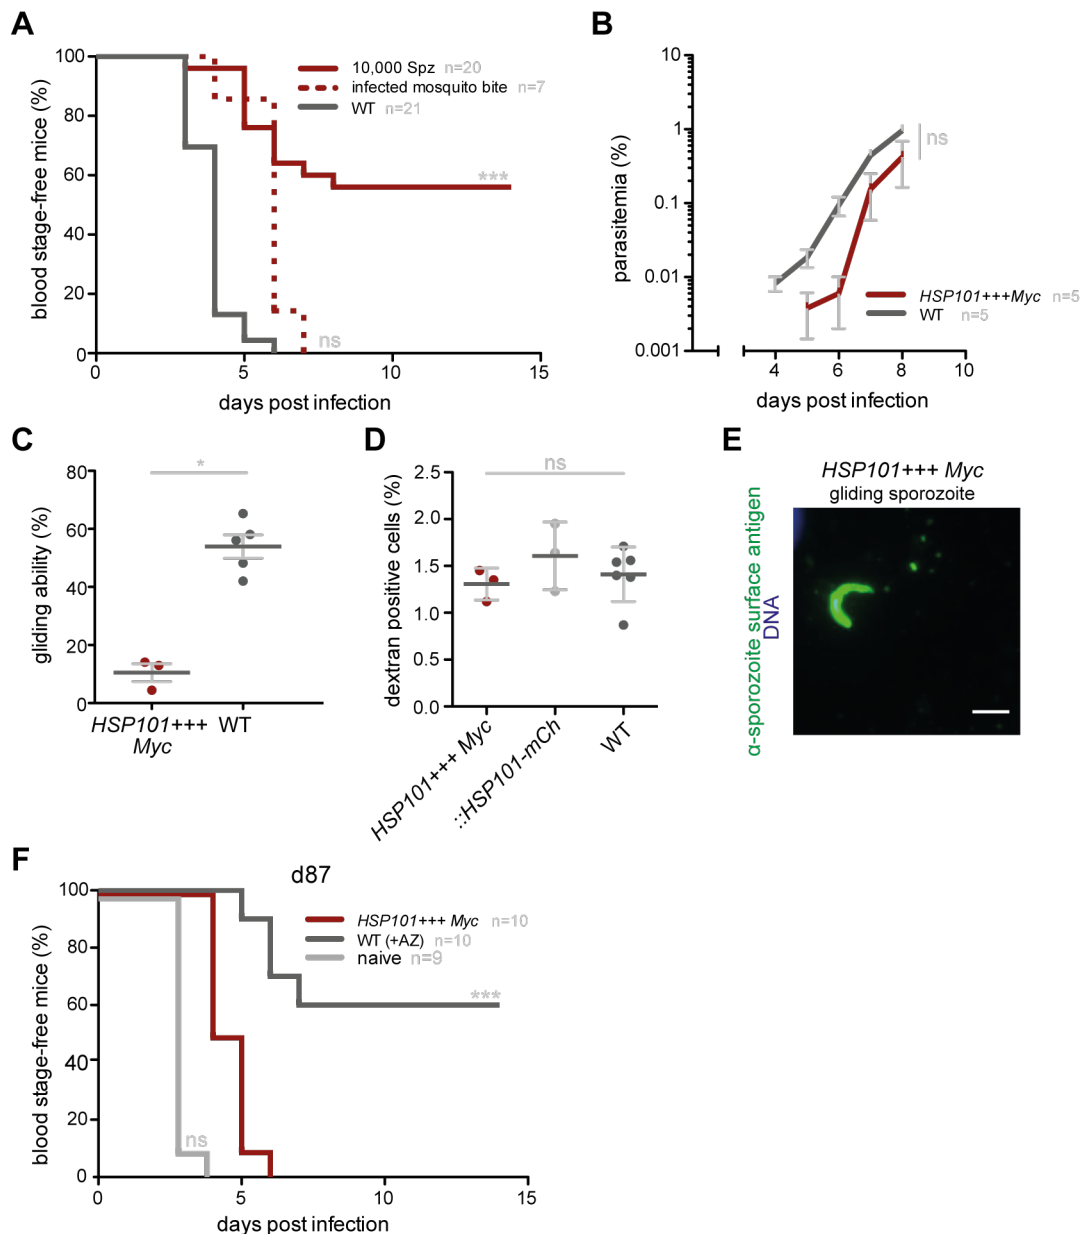 A
blood stage-free mice (%)
100
80
60
40
20
0
0
5
10
15
days post infection
10,000 Spz n=20
infected mosquito bite n=7
WT n=21
***
ns
B
parasitemia (%)
10
1
0.1
0.01
0.001
4
6
8
10
days post infection
ns
HSP101+++Myc n=5
WT n=5
C
gliding ability (%)
80
60
40
20
0
*
HSP101+++
Myc
WT
D
dextran positive cells (%)
2.5
2.0
1.5
1.0
0.5
0.0
ns
HSP101+++ Myc
::HSP101-mCh
WT
E
HSP101+++ Myc
gliding sporozoite
α-sporozoite surface antigen
DNA
F
d87
blood stage-free mice (%)
100
80
60
40
20
0
0
5
10
15
days post infection
HSP101+++ Myc n=10
WT (+AZ) n=10
naive n=9
***
ns